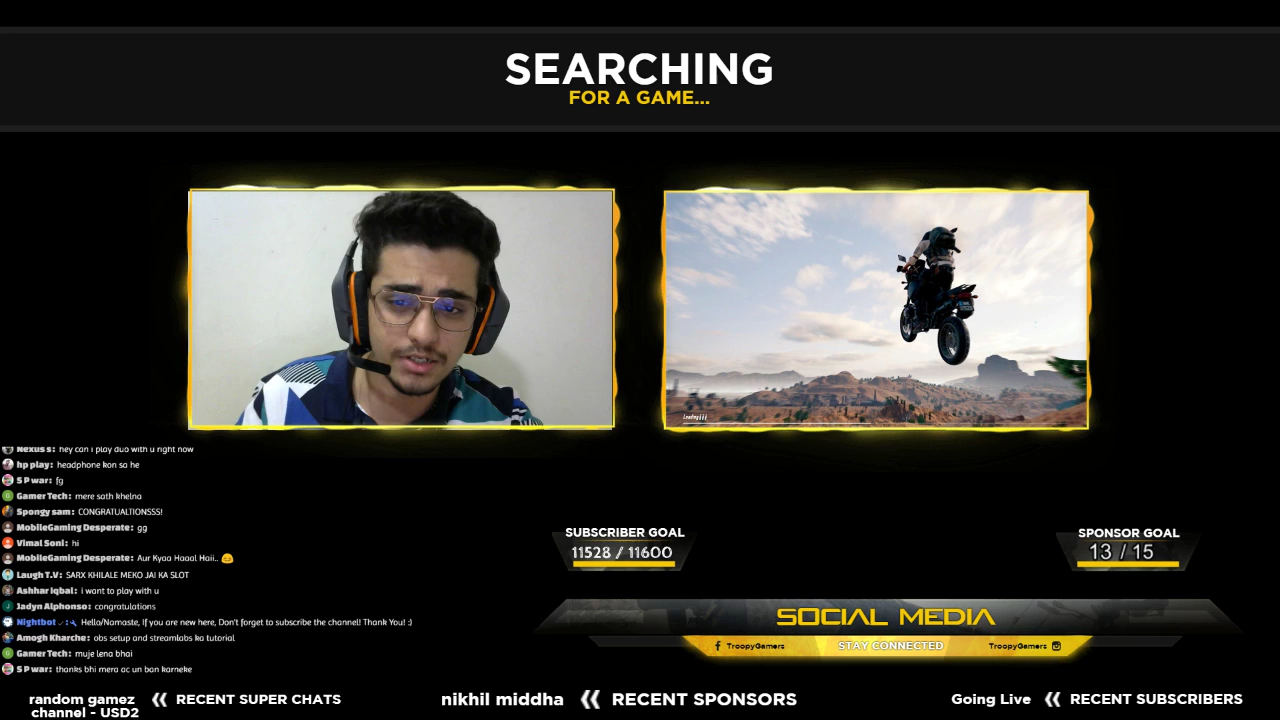 SEARCHING
FOR A GAME...
Loading
Nexus s: hey can i play duo with u right now
hp play: headphone kon sa he
S P war: fg
Gamer Tech: mere sath khelna
Spongy sam: CONGRATUALTIONSSS!
MobileGaming Desperate: gg
Vimal Soni: hi
MobileGaming Desperate: Aur Kyaa Haaal Haii.. 😊
Laugh T.V: SARX KHILALE MEKO JAI KA SLOT
Ashhar Iqbal: i want to play with u
Jadyn Alphonso: congratulations
Nightbot: Hello/Namaste, If you are new here, Don't forget to subscribe the channel! Thank You! :)
Amogh Kharche: obs setup and streamlabs ka tutorial
Gamer Tech: muje lena bhai
S P war: thanks bhi mera ac un ban karneke
SUBSCRIBER GOAL
11528 / 11600
SPONSOR GOAL
13 / 15
SOCIAL MEDIA
TroopyGamers STAY CONNECTED TroopyGamers
random gamez channel - USD2 RECENT SUPER CHATS
nikhil middha RECENT SPONSORS
Going Live RECENT SUBSCRIBERS